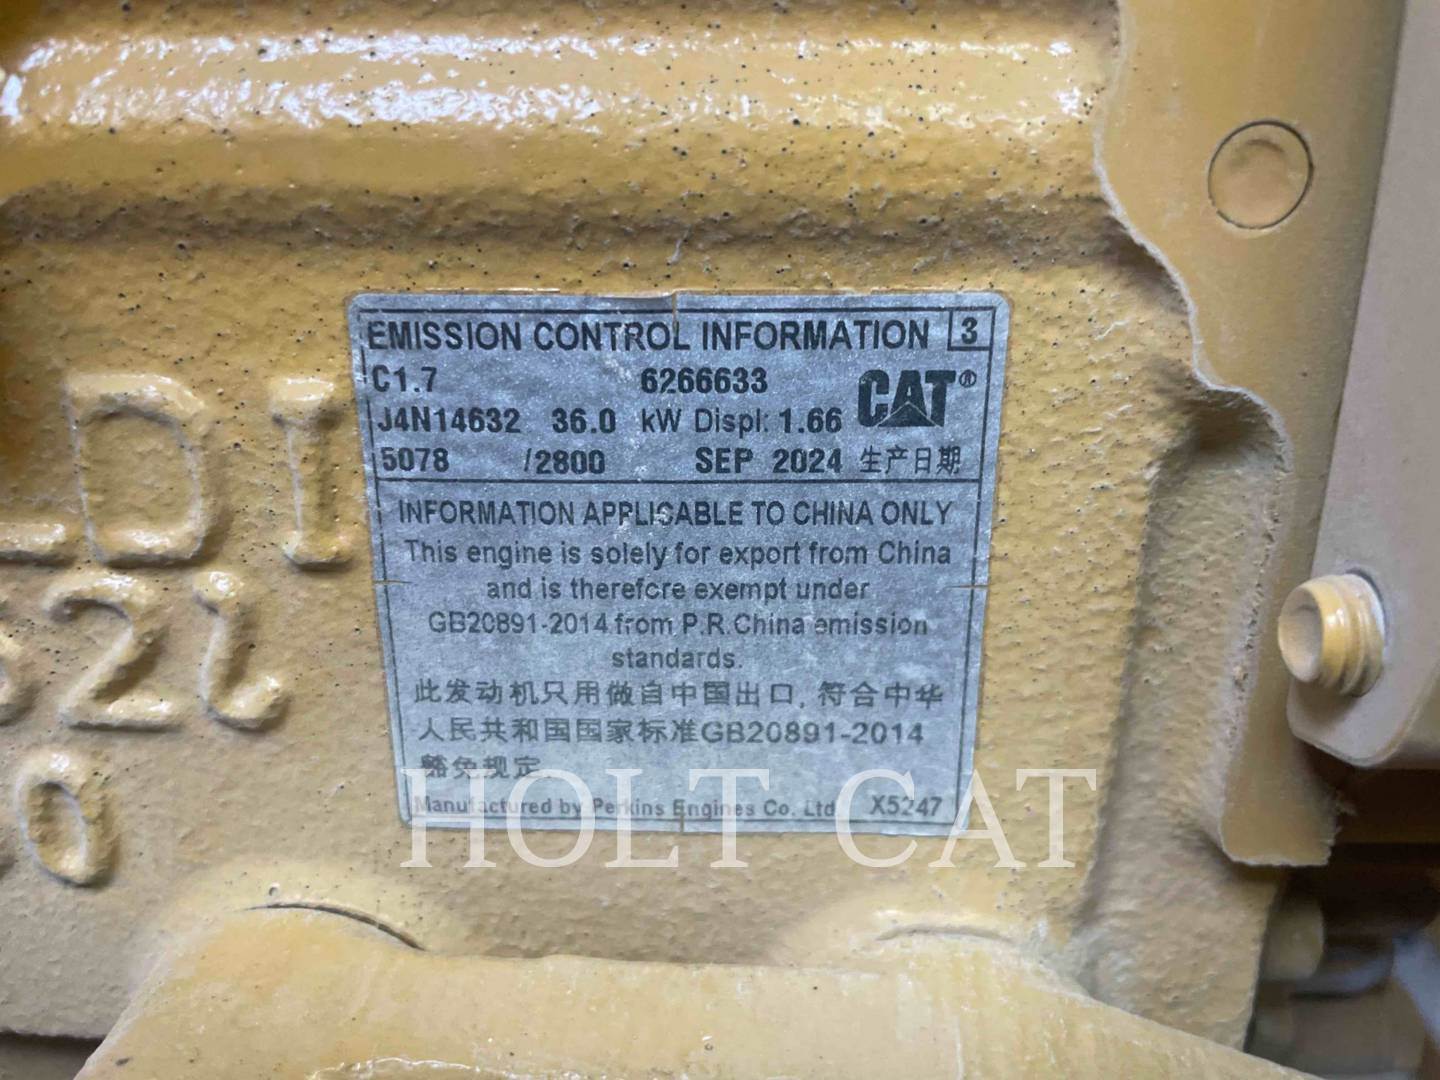 EMISSION CONTROL INFORMATION 3
C1.7 6266633 CAT®
J4N14632 36.0 kW Displ: 1.66
5078 /2800 SEP 2024 生产日期
INFORMATION APPLICABLE TO CHINA ONLY
This engine is solely for export from China
and is therefore exempt under
GB20891-2014 from P.R.China emission
standards.
此发动机只用做自中国出口, 符合中华
人民共和国国家标准GB20891-2014
豁免规定
Manufactured by Perkins Engines Co. Ltd X5247
HOLT CAT
LDI
62L
0